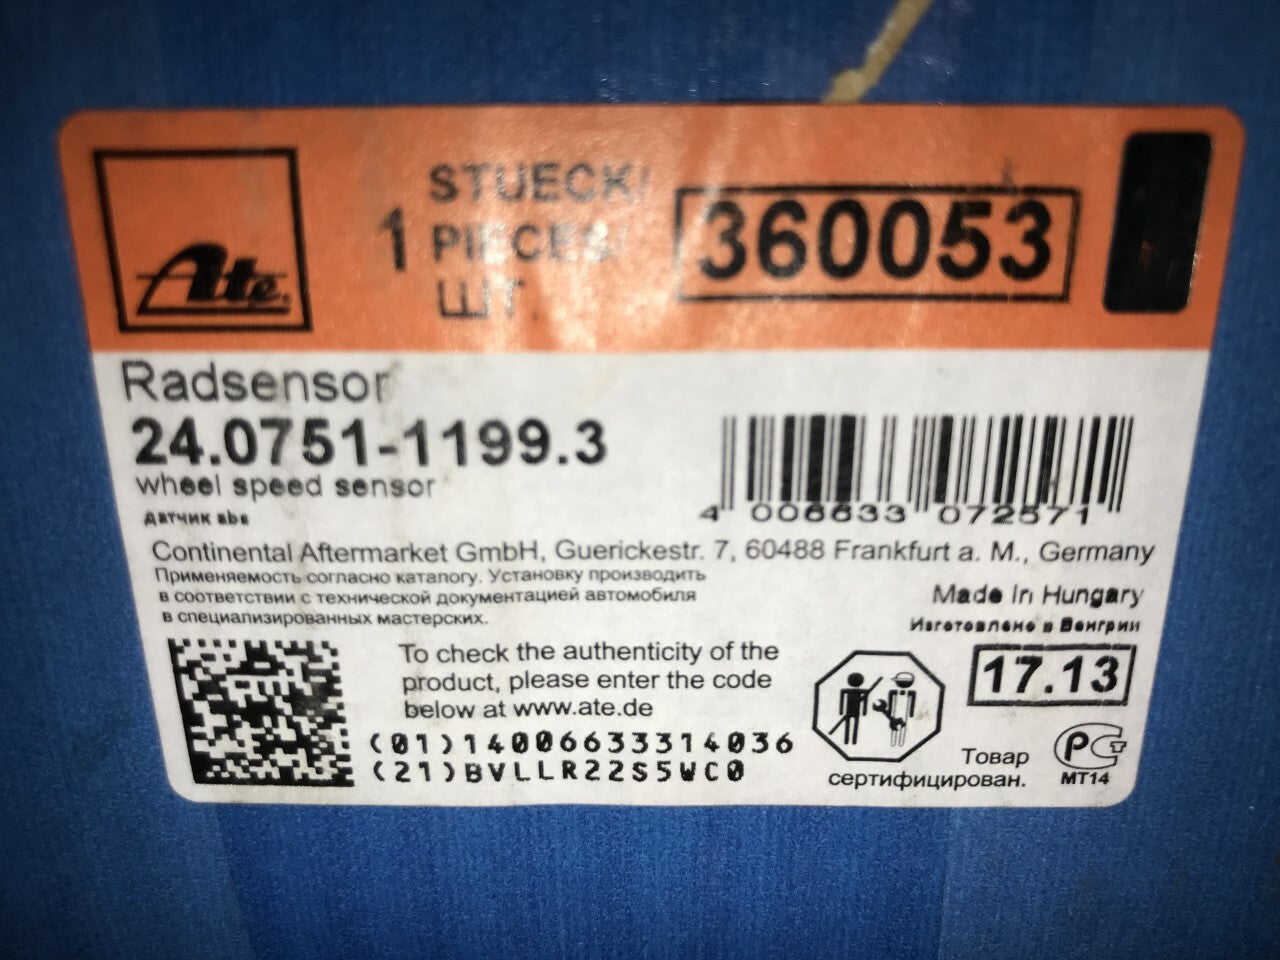 Ate
1 STUECK/
PIECES/
ШТ
360053
Radsensor
24.0751-1199.3
wheel speed sensor
датчик abs
4 006633 072571
Continental Aftermarket GmbH, Guerickestr. 7, 60488 Frankfurt a. M., Germany
Применяемость согласно каталогу. Установку производить
в соответствии с технической документацией автомобиля
в специализированных мастерских.
Made in Hungary
Изготовлено в Венгрии
To check the authenticity of the
product, please enter the code
below at www.ate.de
(01)14006633314036
(21)BVLLR22S5WC0
17.13
Товар
сертифицирован.
РСТ
МТ14